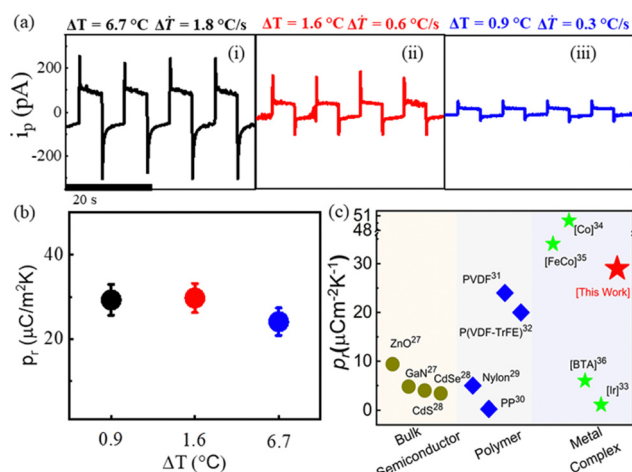 (a) ΔT = 6.7 °C ΔṪ = 1.8 °C/s ΔT = 1.6 °C ΔṪ = 0.6 °C/s ΔT = 0.9 °C ΔṪ = 0.3 °C/s
(i) (ii) (iii)
200
0
-200
i_p (pA)
20 s
(b)
60
40
20
0
p_r (μC/m²K)
0.9 1.6 6.7
ΔT (°C)
(c)
51
48
30
20
10
0
p_r(μCm⁻²K⁻¹)
[Co]³⁴
[FeCo]³⁵
PVDF³¹
[This Work]
P(VDF-TrFE)³²
ZnO²⁷
GaN²⁷
CdSe²⁸
Nylon²⁹
[BTA]³⁶
CdS²⁸
PP³⁰
[Ir]³³
Bulk
Semiconductor
Polymer
Metal
Complex